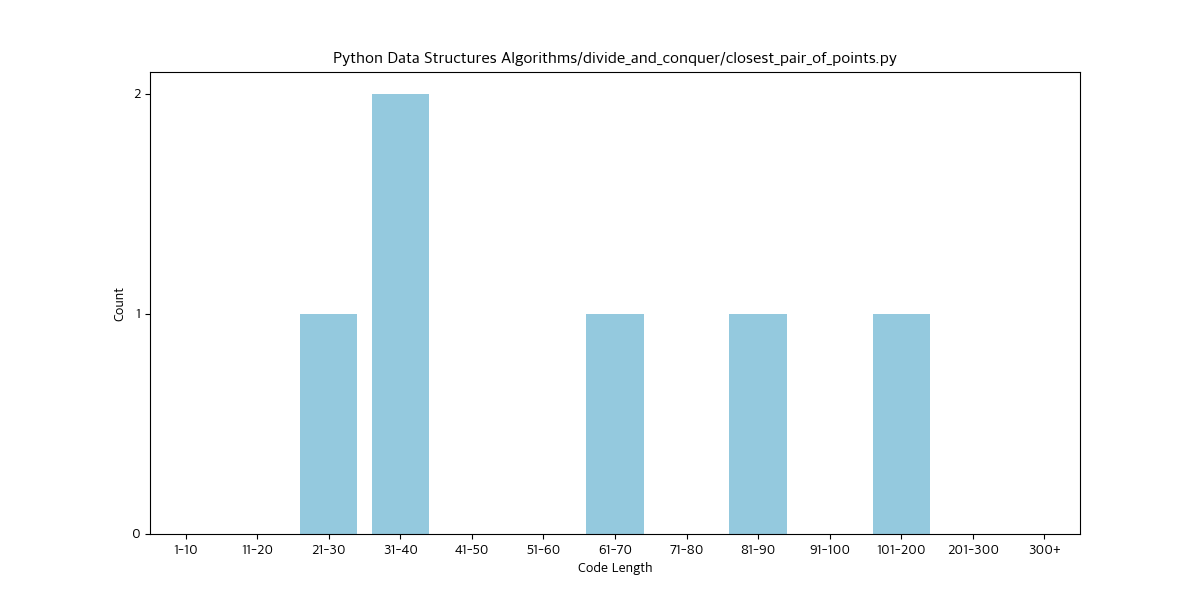 Python Data Structures Algorithms/divide_and_conquer/closest_pair_of_points.py
2
1
0
Count
1-10 11-20 21-30 31-40 41-50 51-60 61-70 71-80 81-90 91-100 101-200 201-300 300+
Code Length